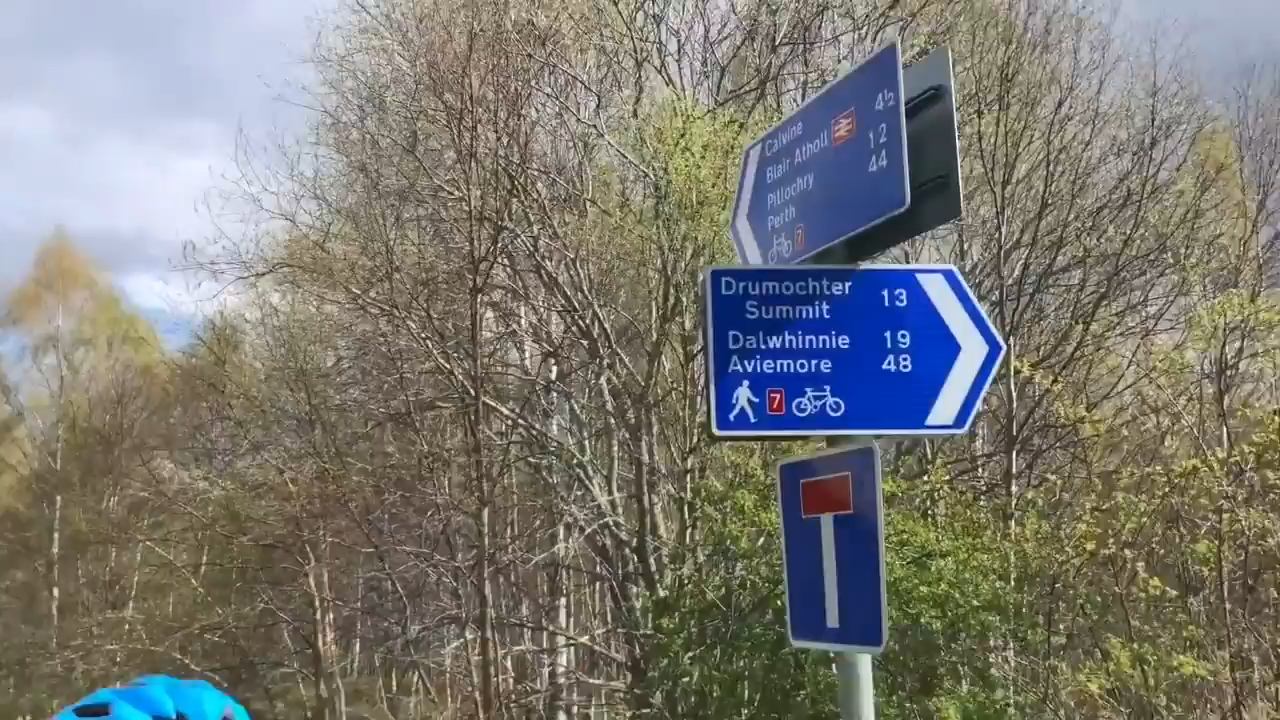 Calvine
Blair Atholl 4½
Pitlochry 12
Perth 44
7
Drumochter
Summit 13
Dalwhinnie 19
Aviemore 48
7